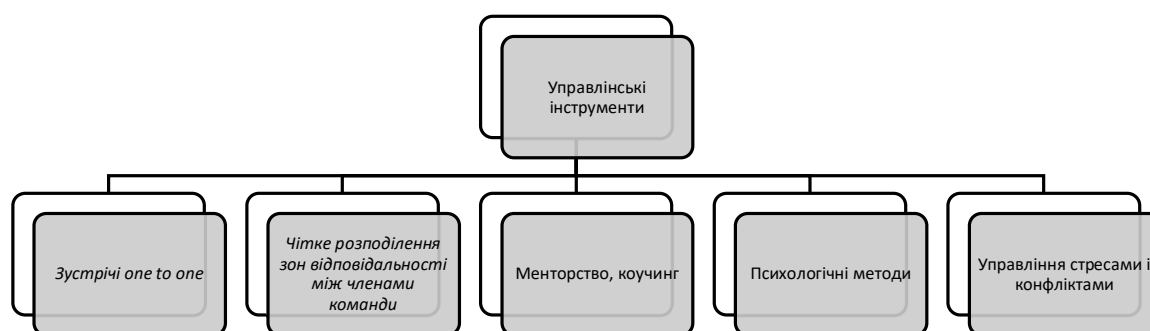 Управлінські
інструменти
Зустрічі one to one
Чітке розподілення
зон відповідальності
між членами
команди
Менторство, коучинг
Психологічні методи
Управління стресами і
конфліктами